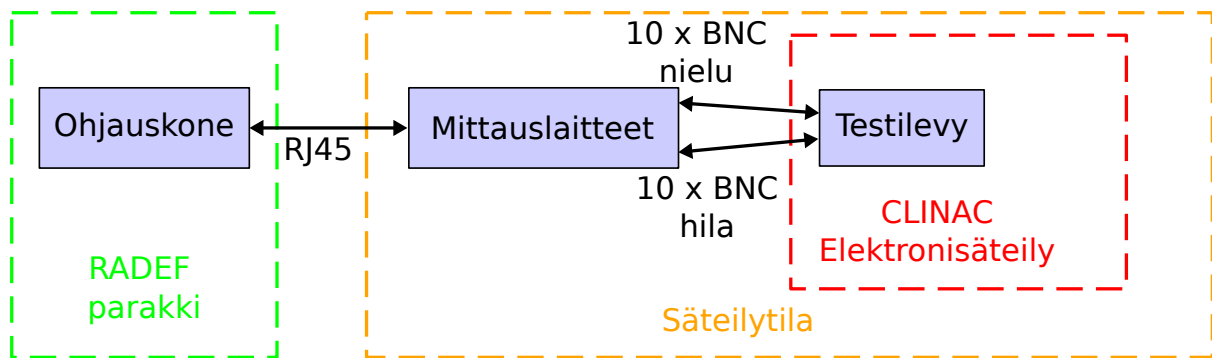 Ohjauskone
RJ45
Mittauslaitteet
10 x BNC
nielu
10 x BNC
hila
Testilevy
CLINAC
Elektronisäteily
RADEF
parakki
Säteilytila